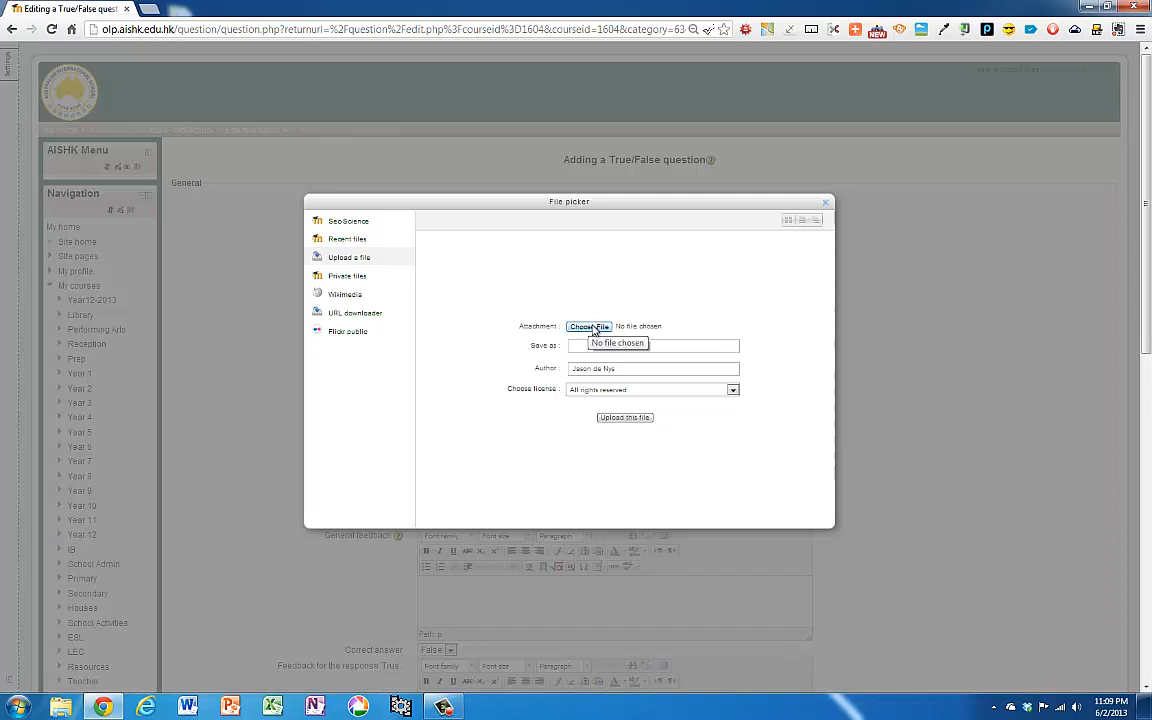 Editing a True/False quest
olp.aishk.edu.hk/question/question.php?returnurl=%2Fquestion%2Fedit.php%3Fcourseid%3D1604&courseid=1604&category=63
Settings
AISHK Menu
Navigation
My home
Site home
Site pages
My profile
My courses
Year12-2013
Library
Performing Arts
Reception
Prep
Year 1
Year 2
Year 3
Year 4
Year 5
Year 6
Year 7
Year 8
Year 9
Year 10
Year 11
Year 12
IB
School Admin
Primary
Secondary
Houses
School Activities
ESL
LEC
Resources
Teacher
Adding a True/False question
General
File picker
Seo-Science
Recent files
Upload a file
Private files
Wikimedia
URL downloader
Flickr public
Attachment : Choose File No file chosen
No file chosen
Save as :
Author : Jason de Nys
Choose license : All rights reserved
Upload this file
General feedback
Font family Font size Paragraph
Path: p
Correct answer False
Feedback for the response 'True'.
Font family Font size Paragraph
11:09 PM
6/2/2013